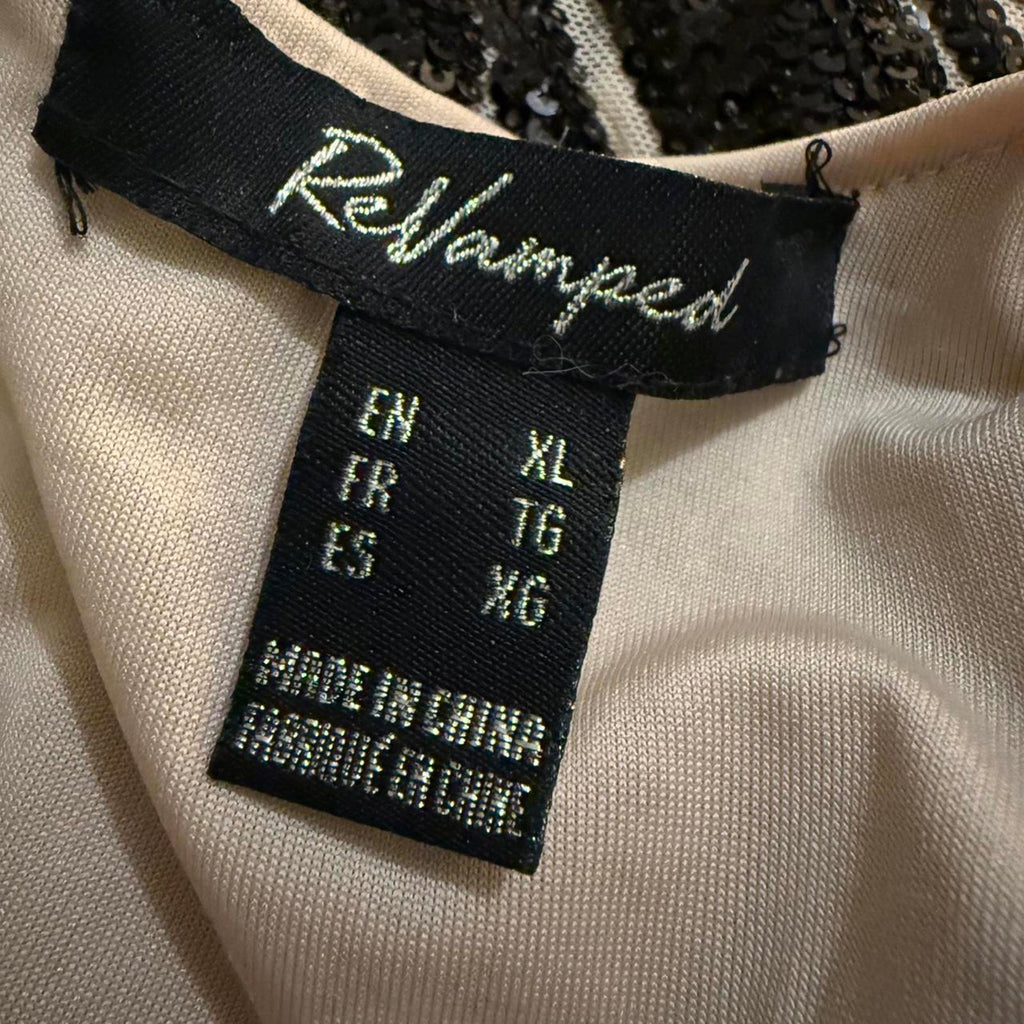 ReVamped
EN XL
FR TG
ES XG
MADE IN CHINA
FABRIQUÉ EN CHINE